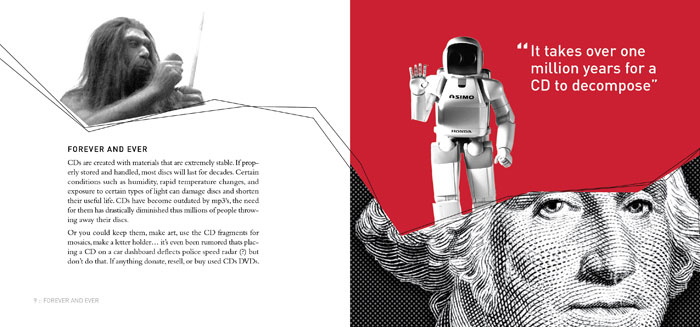 FOREVER AND EVER
CDs are created with materials that are extremely stable. If prop-
erly stored and handled, most discs will last for decades. Certain
conditions such as humidity, rapid temperature changes, and
exposure to certain types of light can damage discs and shorten
their useful life. CDs have become outdated by mp3's, the need
for them has drastically diminished thus millions of people throw-
ing away their discs.
Or you could keep them, make art, use the CD fragments for
mosaics, make a letter holder... it's even been rumored thats plac-
ing a CD on a car dashboard deflects police speed radar (?) but
don't do that. If anything donate, resell, or buy used CDs DVDs.
9 :: FOREVER AND EVER
“It takes over one
million years for a
CD to decompose”
ASIMO
HONDA